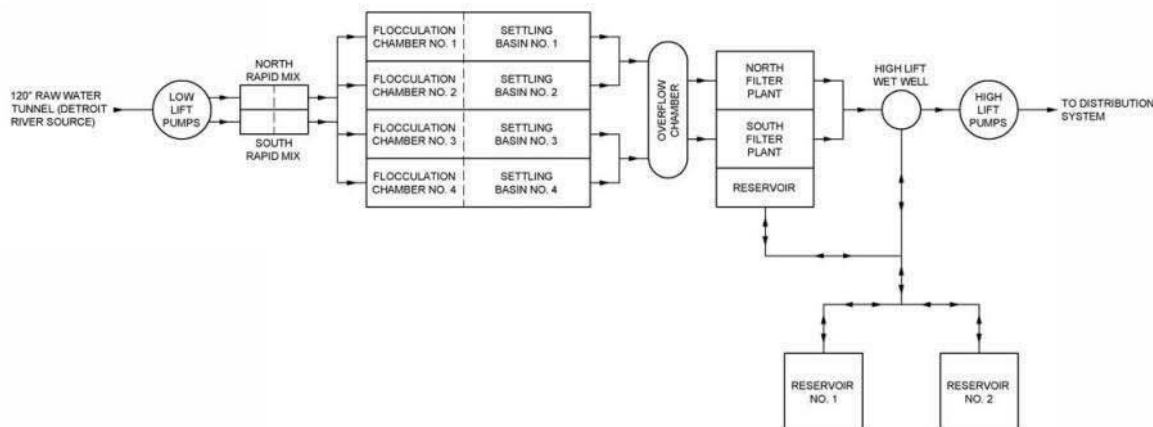 120" RAW WATER
TUNNEL (DETROIT
RIVER SOURCE)
LOW
LIFT
PUMPS
NORTH
RAPID MIX
SOUTH
RAPID MIX
FLOCCULATION
CHAMBER NO. 1
SETTLING
BASIN NO. 1
FLOCCULATION
CHAMBER NO. 2
SETTLING
BASIN NO. 2
FLOCCULATION
CHAMBER NO. 3
SETTLING
BASIN NO. 3
FLOCCULATION
CHAMBER NO. 4
SETTLING
BASIN NO. 4
OVERFLOW
CHAMBER
NORTH
FILTER
PLANT
SOUTH
FILTER
PLANT
RESERVOIR
HIGH LIFT
WET WELL
HIGH
LIFT
PUMPS
TO DISTRIBUTION
SYSTEM
RESERVOIR
NO. 1
RESERVOIR
NO. 2